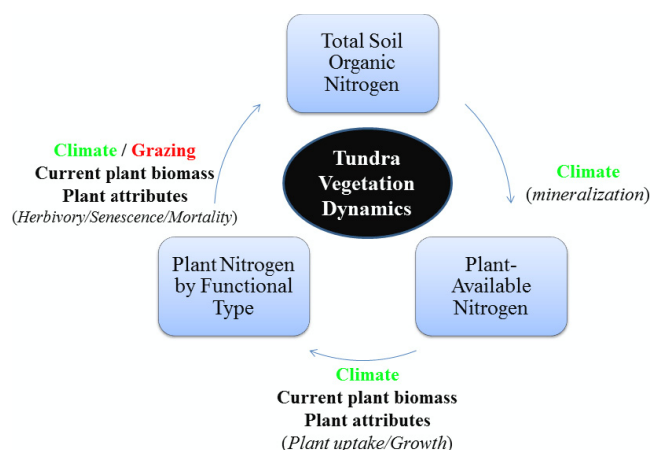 Total Soil
Organic
Nitrogen
Climate / Grazing
Current plant biomass
Plant attributes
(Herbivory/Senescence/Mortality)
Tundra
Vegetation
Dynamics
Climate
(mineralization)
Plant Nitrogen
by Functional
Type
Plant-
Available
Nitrogen
Climate
Current plant biomass
Plant attributes
(Plant uptake/Growth)